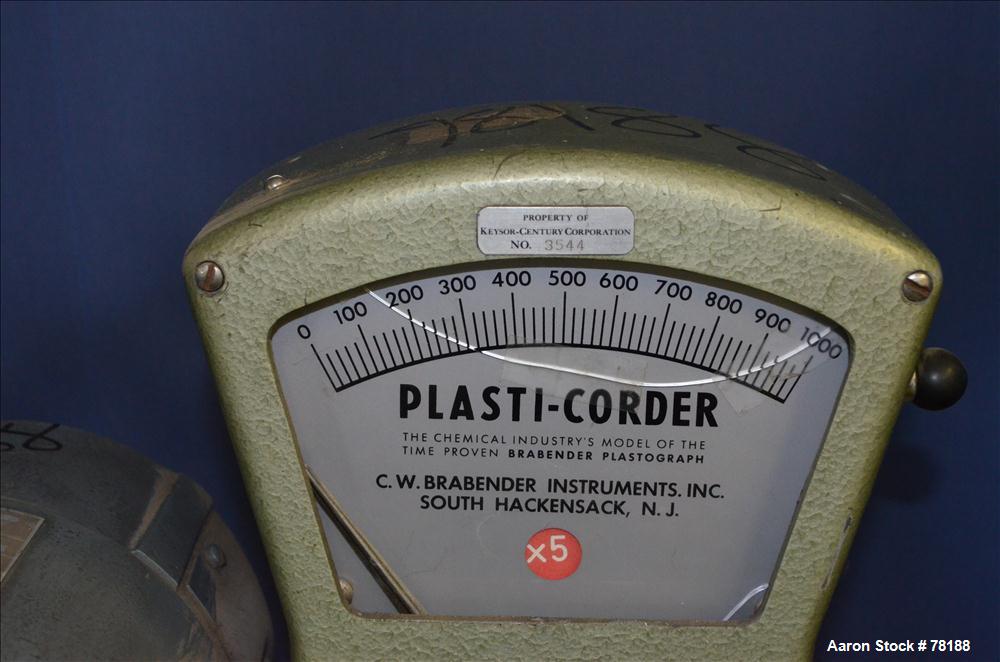 78188
PROPERTY OF
KEYSOR-CENTURY CORPORATION
NO. 3544
0 100 200 300 400 500 600 700 800 900 1000
PLASTI-CORDER
THE CHEMICAL INDUSTRY'S MODEL OF THE
TIME PROVEN BRABENDER PLASTOGRAPH
C. W. BRABENDER INSTRUMENTS. INC.
SOUTH HACKENSACK, N. J.
x5
Aaron Stock # 78188